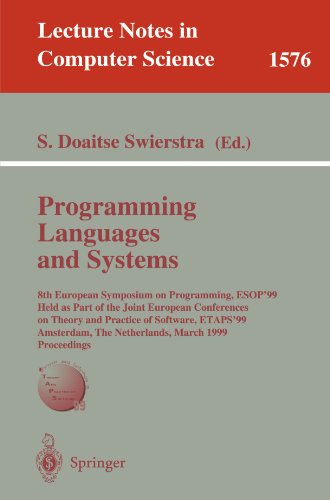 Lecture Notes in
Computer Science 1576
S. Doaitse Swierstra (Ed.)
Programming
Languages
and Systems
8th European Symposium on Programming, ESOP'99
Held as Part of the Joint European Conferences
on Theory and Practice of Software, ETAPS'99
Amsterdam, The Netherlands, March 1999
Proceedings
Springer